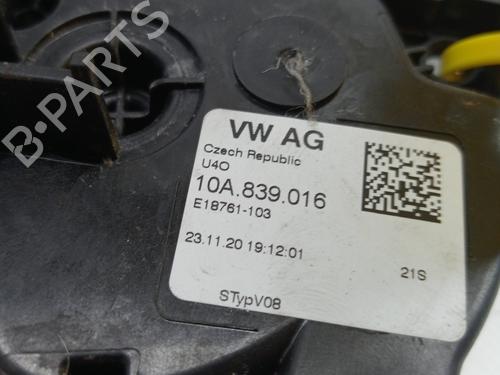 B-PARTS
VW AG
Czech Republic
U4O
10A.839.016
E18761-103
23.11.20 19:12:01
21S
STypV08